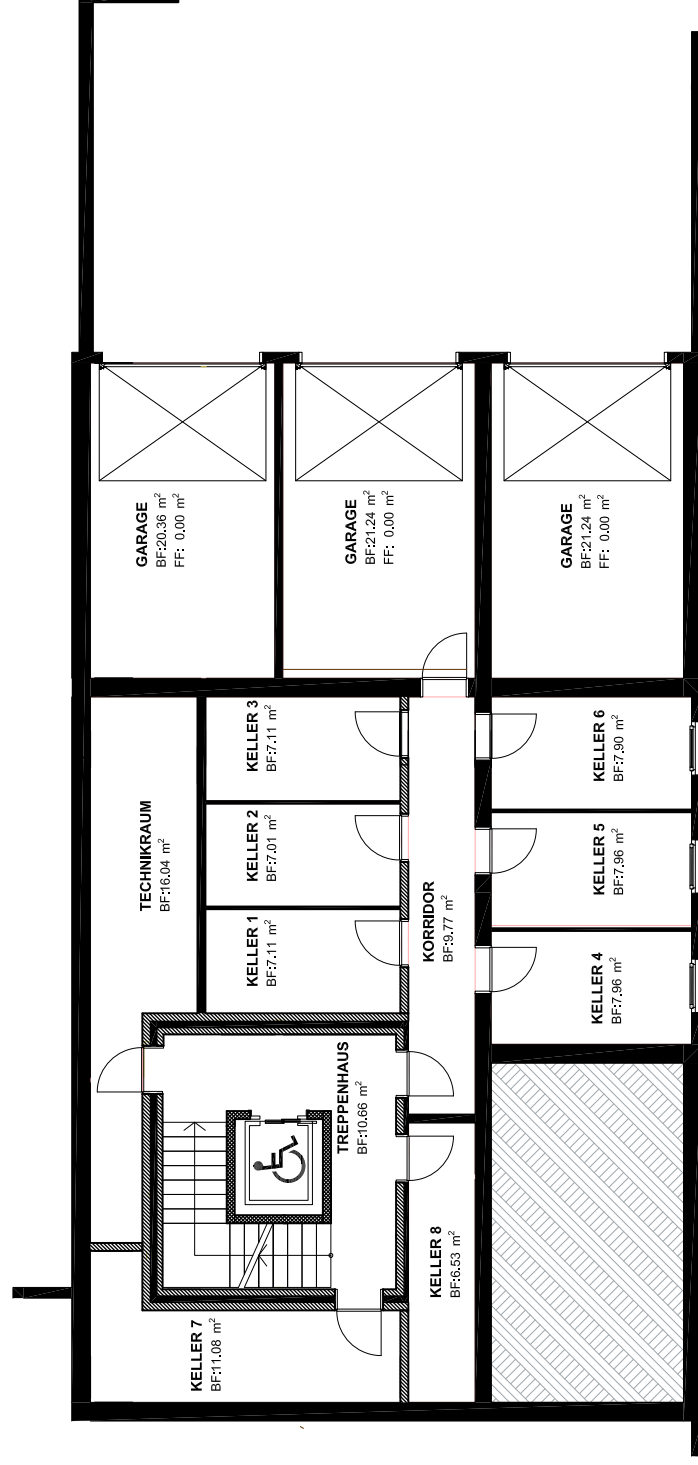 GARAGE
BF:20.36 m²
FF: 0.00 m²
GARAGE
BF:21.24 m²
FF: 0.00 m²
GARAGE
BF:21.24 m²
FF: 0.00 m²
TECHNIKRAUM
BF:16.04 m²
KELLER 3
BF:7.11 m²
KELLER 2
BF:7.01 m²
KELLER 1
BF:7.11 m²
KORRIDOR
BF:9.77 m²
KELLER 6
BF:7.90 m²
KELLER 5
BF:7.96 m²
KELLER 4
BF:7.96 m²
TREPPENHAUS
BF:10.66 m²
KELLER 8
BF:6.53 m²
KELLER 7
BF:11.08 m²